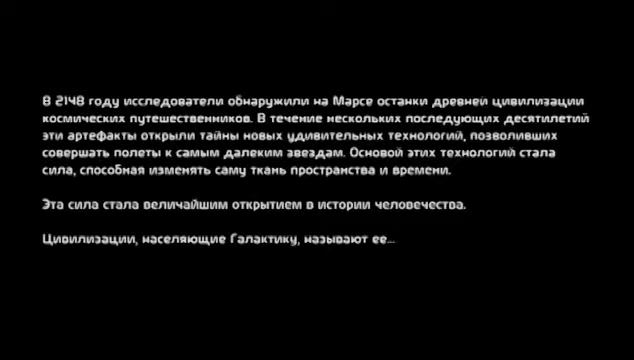 В 2148 году исследователи обнаружили на Марсе останки древней цивилизации
космических путешественников. В течение нескольких последующих десятилетий
эти артефакты открыли тайны новых удивительных технологий, позволивших
совершать полеты к самым далеким звездам. Основой этих технологий стала
сила, способная изменять саму ткань пространства и времени.
Эта сила стала величайшим открытием в истории человечества.
Цивилизации, населяющие Галактику, называют ее...